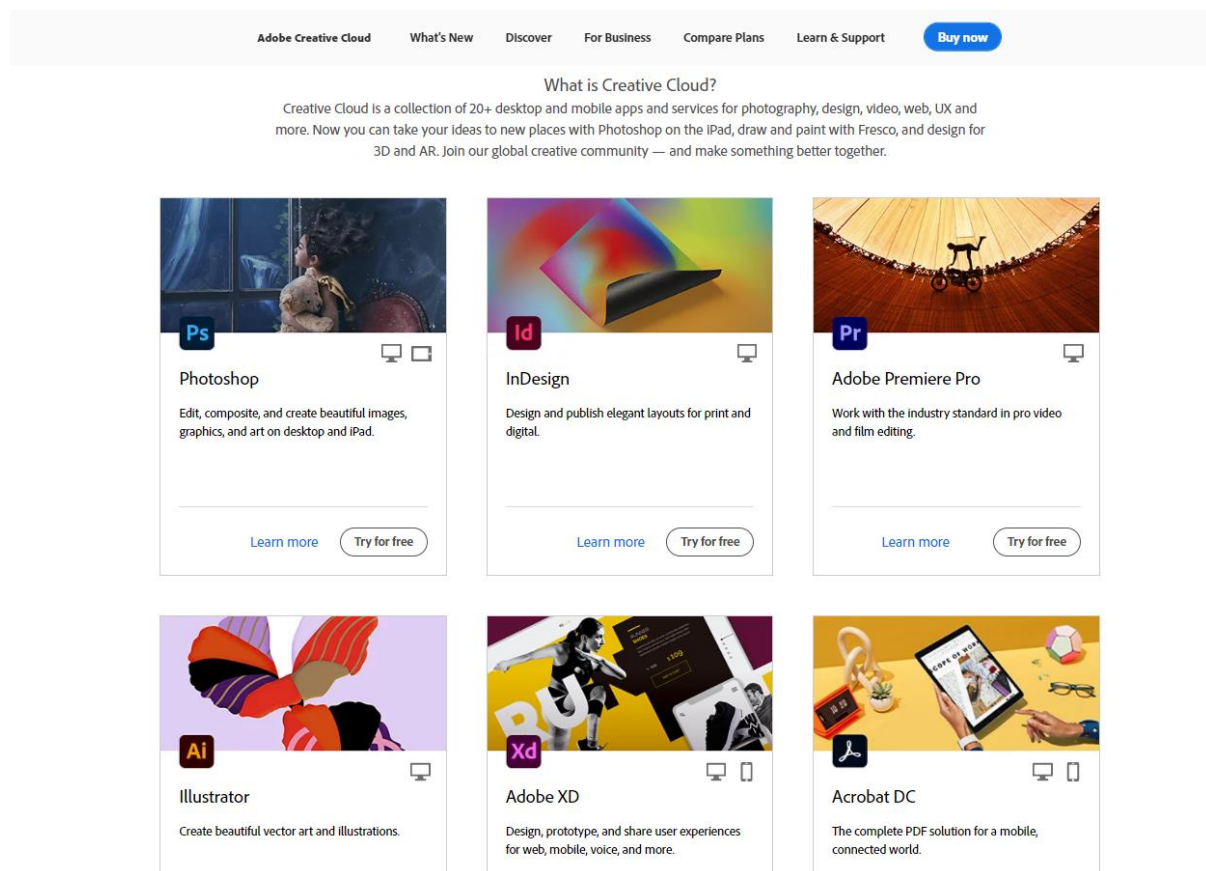 Adobe Creative Cloud What's New Discover For Business Compare Plans Learn & Support Buy now
What is Creative Cloud?
Creative Cloud is a collection of 20+ desktop and mobile apps and services for photography, design, video, web, UX and
more. Now you can take your ideas to new places with Photoshop on the iPad, draw and paint with Fresco, and design for
3D and AR. Join our global creative community — and make something better together.
Ps
Photoshop
Edit, composite, and create beautiful images,
graphics, and art on desktop and iPad.
Learn more Try for free
Id
InDesign
Design and publish elegant layouts for print and
digital.
Learn more Try for free
Pr
Adobe Premiere Pro
Work with the industry standard in pro video
and film editing.
Learn more Try for free
Ai
Illustrator
Create beautiful vector art and illustrations.
RU
RUNNER
SHOES
$109
Xd
Adobe XD
Design, prototype, and share user experiences
for web, mobile, voice, and more.
Acrobat DC
The complete PDF solution for a mobile,
connected world.